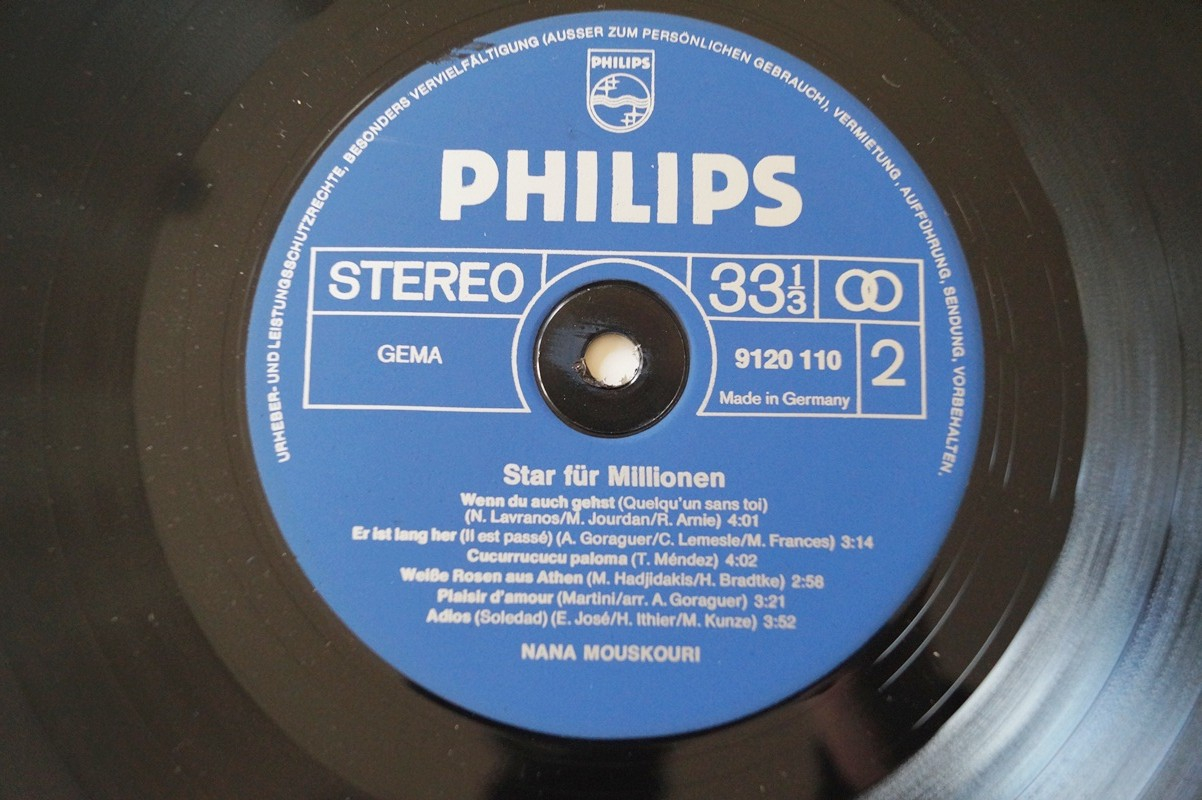 URHEBER- UND LEISTUNGSSCHUTZRECHTE, BESONDERS VERVIELFÄLTIGUNG (AUSSER ZUM PERSÖNLICHEN GEBRAUCH), VERMIETUNG, AUFFÜHRUNG, SENDUNG, VORBEHALTEN.
PHILIPS
PHILIPS
STEREO
33 1/3
GEMA
9120 110
2
Made in Germany
Star für Millionen
Wenn du auch gehst (Quelqu'un sans toi)
(N. Lavranos/M. Jourdan/R. Arnie) 4:01
Er ist lang her (Il est passé) (A. Goraguer/C. Lemesle/M. Frances) 3:14
Cucurrucucu paloma (T. Méndez) 4:02
Weiße Rosen aus Athen (M. Hadjidakis/H. Bradtke) 2:58
Plaisir d'amour (Martini/arr. A. Goraguer) 3:21
Adios (Soledad) (E. José/H. Ithier/M. Kunze) 3:52
NANA MOUSKOURI